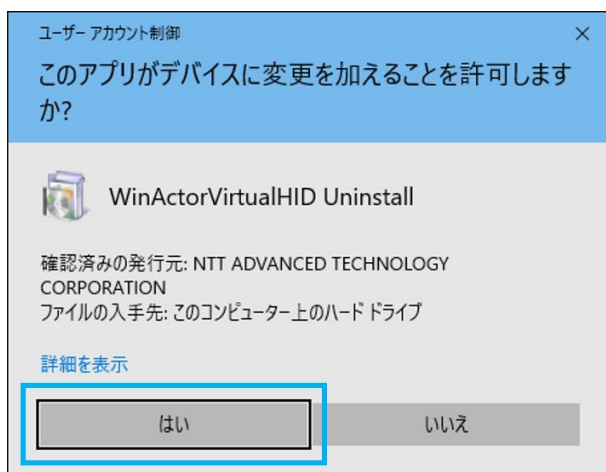 ユーザー アカウント制御
このアプリがデバイスに変更を加えることを許可します
か?
WinActorVirtualHID Uninstall
確認済みの発行元: NTT ADVANCED TECHNOLOGY
CORPORATION
ファイルの入手先: このコンピューター上のハード ドライブ
詳細を表示
はい
いいえ